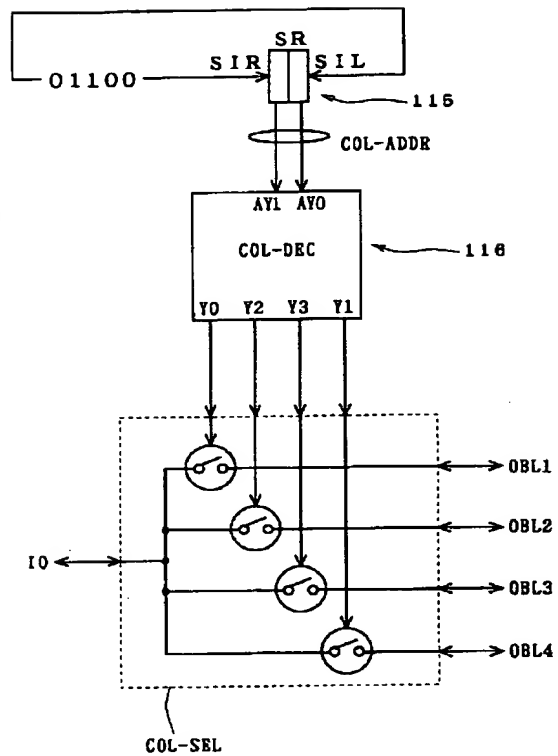 SR
SIR SIL
01100
115
COL-ADDR
AY1 AY0
COL-DEC
116
Y0 Y2 Y3 Y1
OBL1
OBL2
IO
OBL3
OBL4
COL-SEL